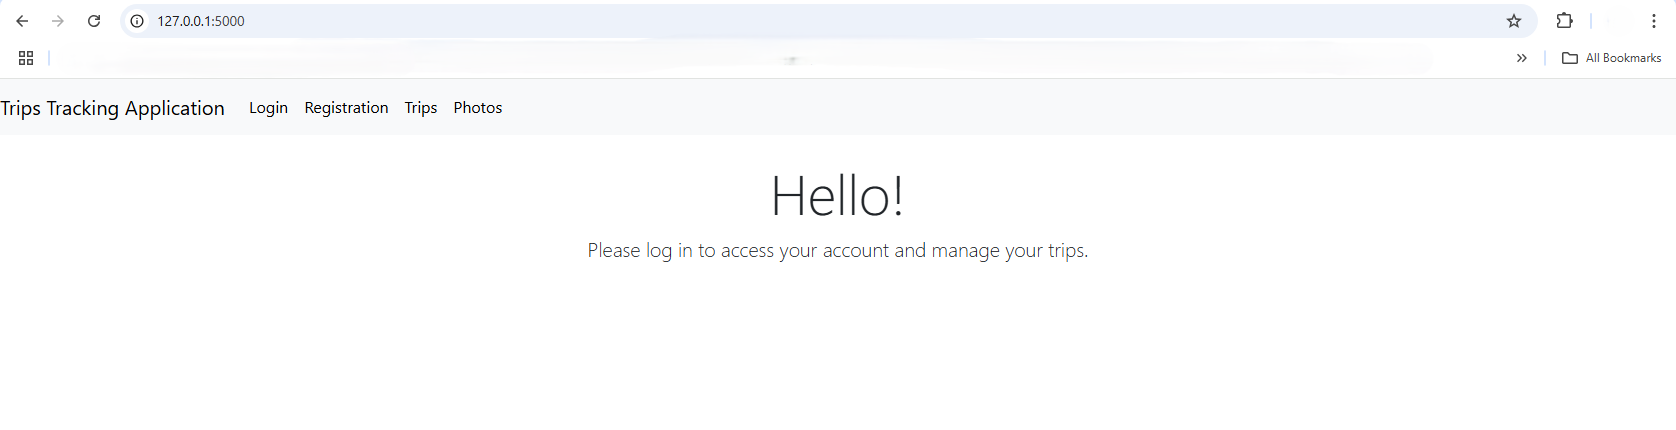 127.0.0.1:5000
All Bookmarks
Trips Tracking Application Login Registration Trips Photos
Hello!
Please log in to access your account and manage your trips.